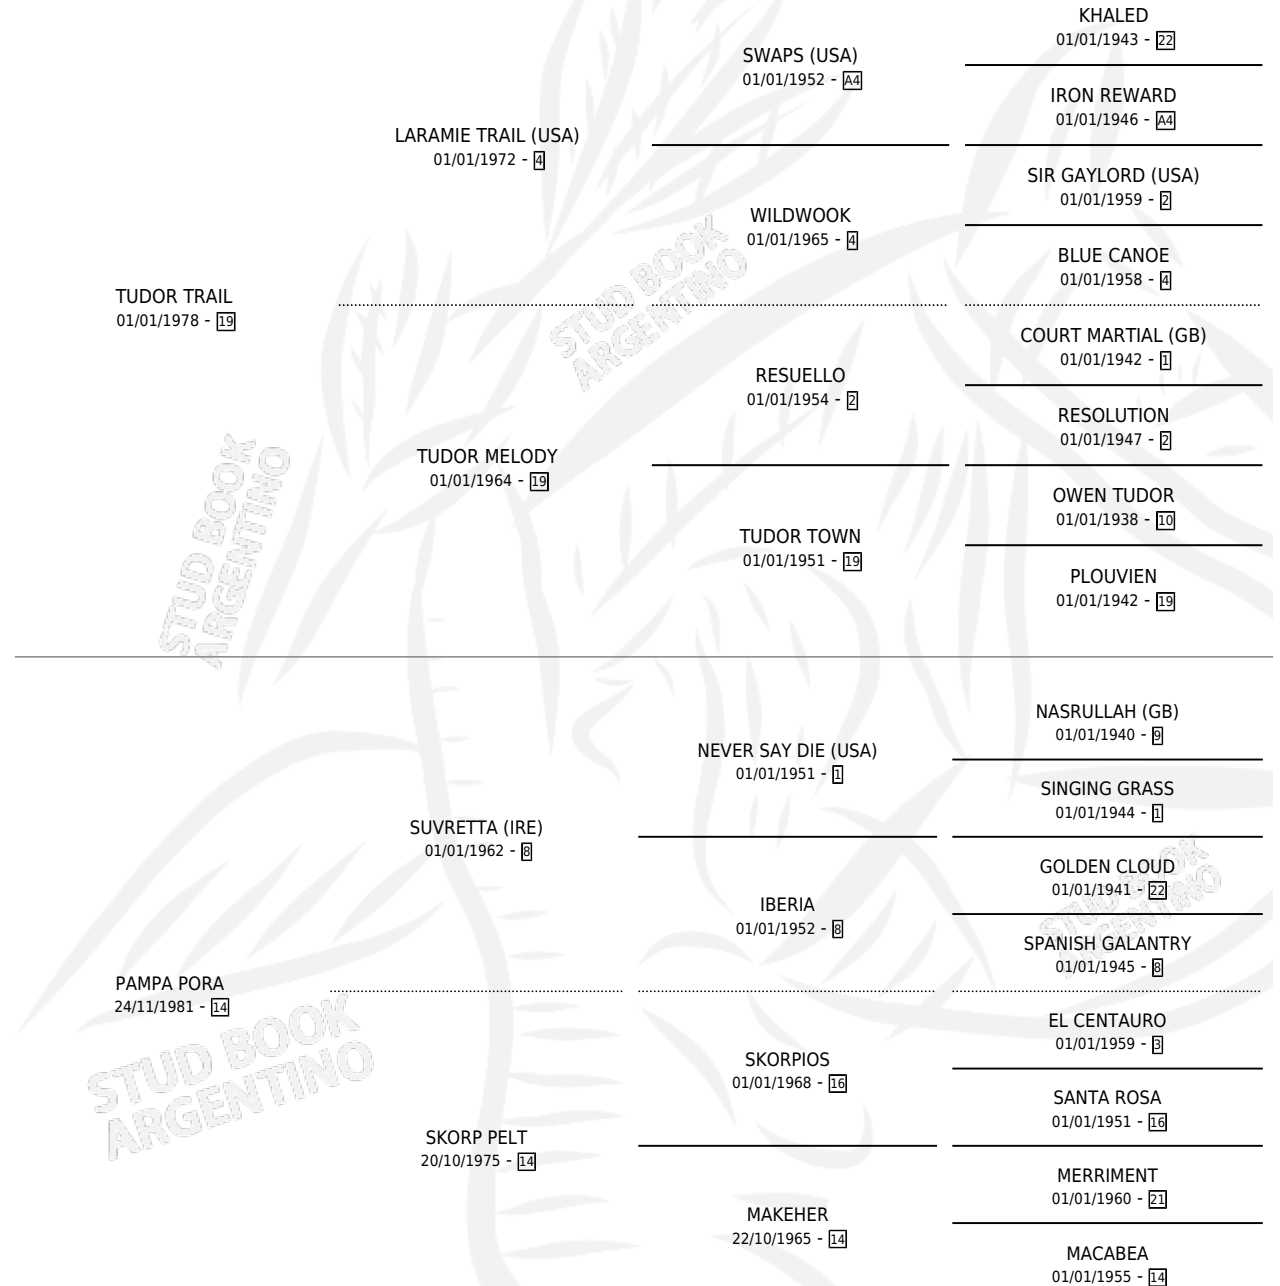 KHALED
01/01/1943 - 22
SWAPS (USA)
01/01/1952 - A4
IRON REWARD
01/01/1946 - A4
LARAMIE TRAIL (USA)
01/01/1972 - 4
SIR GAYLORD (USA)
01/01/1959 - 2
WILDWOOK
01/01/1965 - 4
BLUE CANOE
01/01/1958 - 4
TUDOR TRAIL
01/01/1978 - 19
STUD BOOK
ARGENTINO
COURT MARTIAL (GB)
01/01/1942 - 1
RESUELLO
01/01/1954 - 2
RESOLUTION
01/01/1947 - 2
TUDOR MELODY
01/01/1964 - 19
OWEN TUDOR
01/01/1938 - 10
TUDOR TOWN
01/01/1951 - 19
PLOUVIEN
01/01/1942 - 19
STUD BOOK
ARGENTINO
NASRULLAH (GB)
01/01/1940 - 9
NEVER SAY DIE (USA)
01/01/1951 - 1
SINGING GRASS
01/01/1944 - 1
SUVRETTA (IRE)
01/01/1962 - 8
GOLDEN CLOUD
01/01/1941 - 22
IBERIA
01/01/1952 - 8
SPANISH GALANTRY
01/01/1945 - 8
STUD BOOK
ARGENTINO
PAMPA PORA
24/11/1981 - 14
EL CENTAURO
01/01/1959 - 3
SKORPIOS
01/01/1968 - 16
SANTA ROSA
01/01/1951 - 16
STUD BOOK
ARGENTINO
SKORP PELT
20/10/1975 - 14
MERRIMENT
01/01/1960 - 21
MAKEHER
22/10/1965 - 14
MACABEA
01/01/1955 - 14